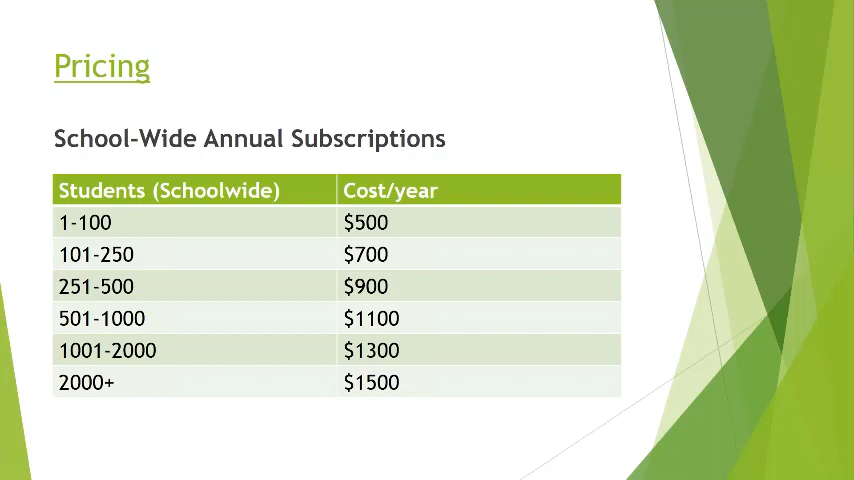 Pricing
School-Wide Annual Subscriptions
Students (Schoolwide) Cost/year
1-100 $500
101-250 $700
251-500 $900
501-1000 $1100
1001-2000 $1300
2000+ $1500